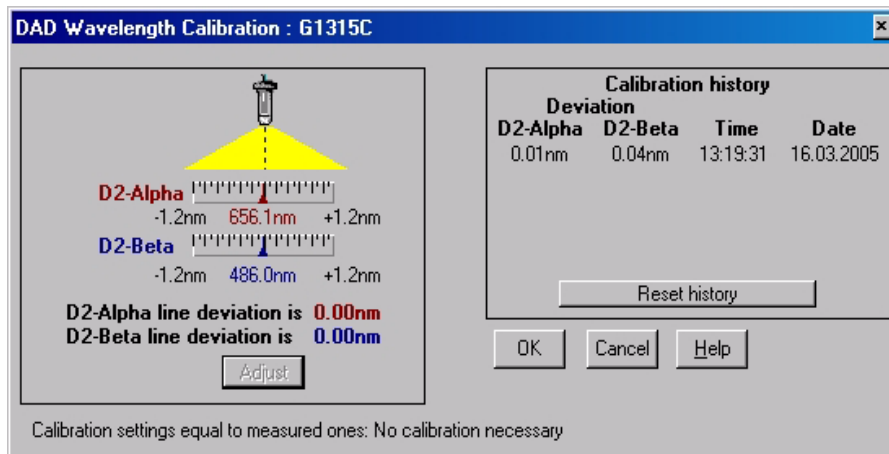 DAD Wavelength Calibration : G1315C
D2-Alpha
-1.2nm 656.1nm +1.2nm
D2-Beta
-1.2nm 486.0nm +1.2nm
D2-Alpha line deviation is 0.00nm
D2-Beta line deviation is 0.00nm
Adjust
Calibration history
Deviation
D2-Alpha D2-Beta Time Date
0.01nm 0.04nm 13:19:31 16.03.2005
Reset history
OK Cancel Help
Calibration settings equal to measured ones: No calibration necessary